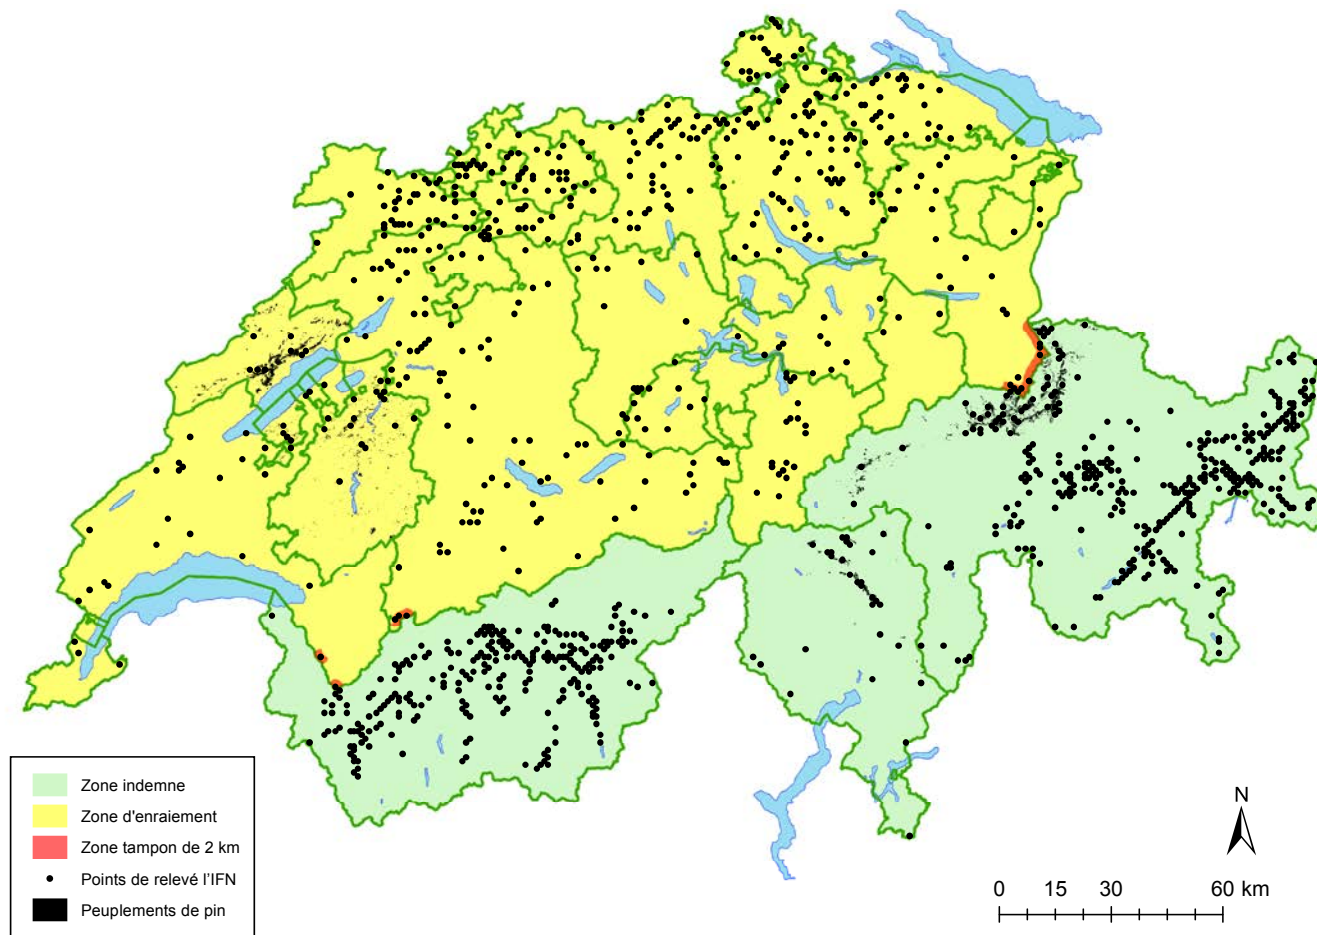 Zone indemne
Zone d'enraiement
Zone tampon de 2 km
Points de relevé l'IFN
Peuplements de pin
N
0 15 30 60 km